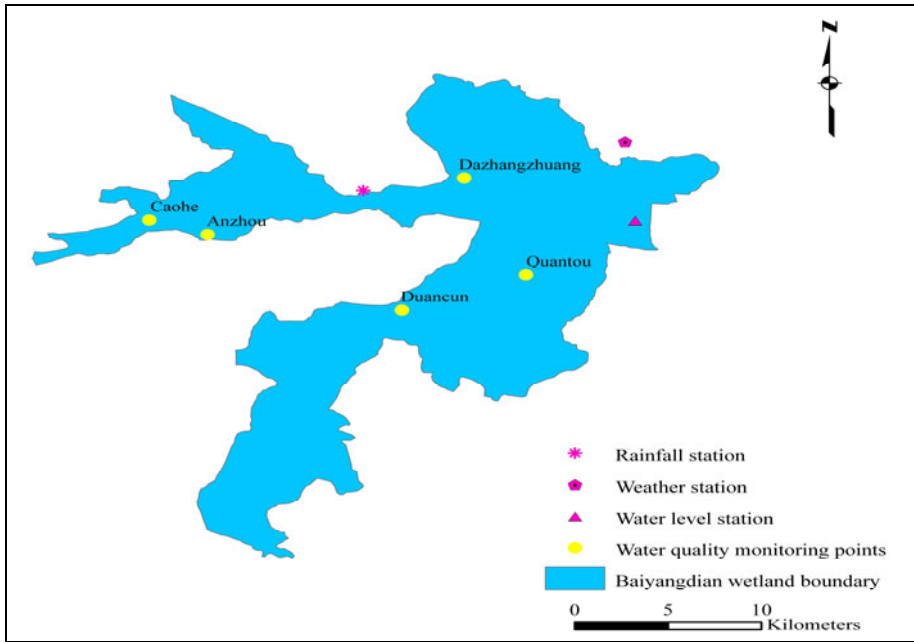 N
Dazhangzhuang
Caohe
Anzhou
Quantou
Duancun
Rainfall station
Weather station
Water level station
Water quality monitoring points
Baiyangdian wetland boundary
0 5 10
Kilometers